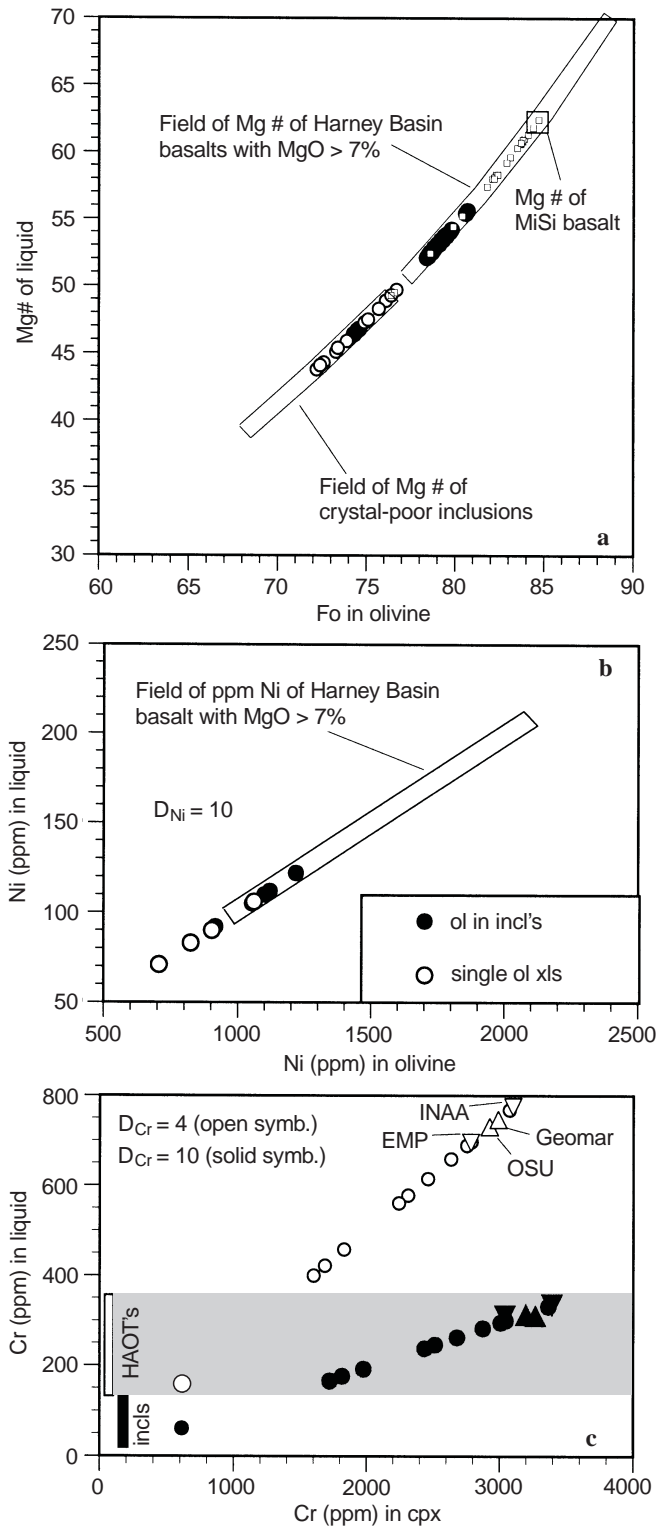 70
65
60
55
50
45
40
35
30
Mg# of liquid
Field of Mg # of Harney Basin
basalts with MgO > 7%
Mg # of
MiSi basalt
Field of Mg # of
crystal-poor inclusions
a
60 65 70 75 80 85 90
Fo in olivine
250
200
150
100
50
Ni (ppm) in liquid
b
Field of ppm Ni of Harney Basin
basalt with MgO > 7%
DNi = 10
ol in incl's
single ol xls
500 1000 1500 2000 2500
Ni (ppm) in olivine
800
600
400
200
0
Cr (ppm) in liquid
DCr = 4 (open symb.)
DCr = 10 (solid symb.)
INAA
EMP
Geomar
OSU
HAOT's
incls
c
0 1000 2000 3000 4000
Cr (ppm) in cpx